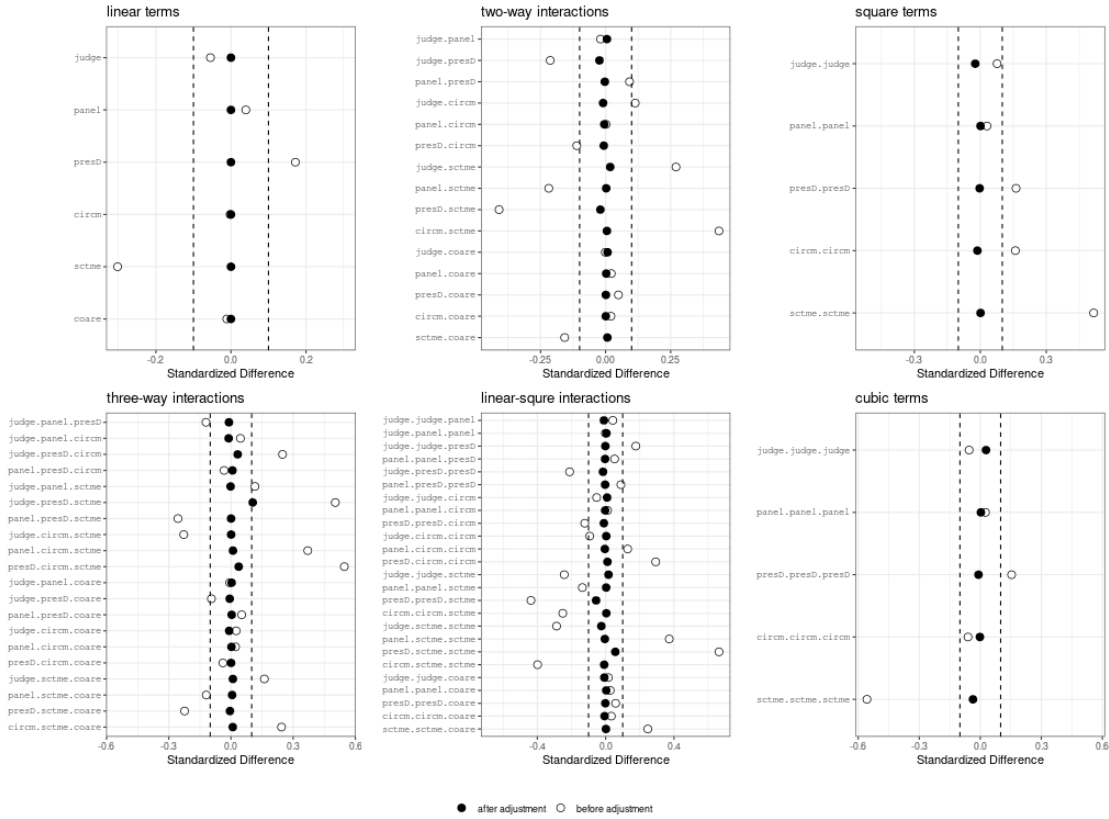 linear terms
judge
panel
presD
circm
sctme
coare
-0.2 0.0 0.2
Standardized Difference
two-way interactions
judge.panel
judge.presD
panel.presD
judge.circm
panel.circm
presD.circm
judge.sctme
panel.sctme
presD.sctme
circm.sctme
judge.coare
panel.coare
presD.coare
circm.coare
sctme.coare
-0.25 0.00 0.25
Standardized Difference
square terms
judge.judge
panel.panel
presD.presD
circm.circm
sctme.sctme
-0.3 0.0 0.3
Standardized Difference
three-way interactions
judge.panel.presD
judge.panel.circm
judge.presD.circm
panel.presD.circm
judge.panel.sctme
judge.presD.sctme
panel.presD.sctme
judge.circm.sctme
panel.circm.sctme
presD.circm.sctme
judge.panel.coare
judge.presD.coare
panel.presD.coare
judge.circm.coare
panel.circm.coare
presD.circm.coare
judge.sctme.coare
panel.sctme.coare
presD.sctme.coare
circm.sctme.coare
-0.6 -0.3 0.0 0.3 0.6
Standardized Difference
linear-squre interactions
judge.judge.panel
judge.panel.panel
judge.judge.presD
panel.panel.presD
judge.presD.presD
panel.presD.presD
judge.judge.circm
panel.panel.circm
presD.presD.circm
judge.circm.circm
panel.circm.circm
presD.circm.circm
judge.judge.sctme
panel.panel.sctme
presD.presD.sctme
circm.circm.sctme
judge.sctme.sctme
panel.sctme.sctme
presD.sctme.sctme
circm.sctme.sctme
judge.judge.coare
panel.panel.coare
presD.presD.coare
circm.circm.coare
sctme.sctme.coare
-0.4 0.0 0.4
Standardized Difference
cubic terms
judge.judge.judge
panel.panel.panel
presD.presD.presD
circm.circm.circm
sctme.sctme.sctme
-0.6 -0.3 0.0 0.3 0.6
Standardized Difference
after adjustment before adjustment